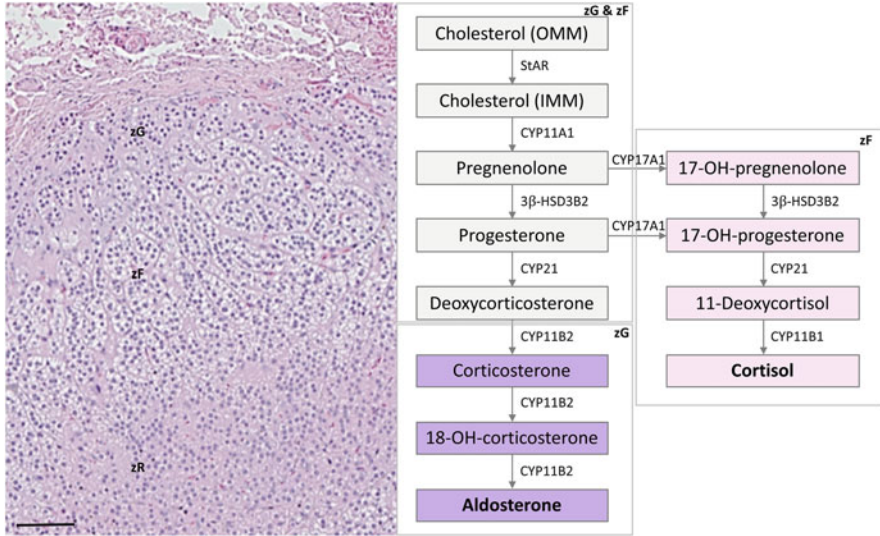 zG
zF
zR
zG & zF
Cholesterol (OMM)
StAR
Cholesterol (IMM)
CYP11A1
Pregnenolone
3β-HSD3B2
Progesterone
CYP21
Deoxycorticosterone
CYP17A1
CYP17A1
zG
CYP11B2
Corticosterone
CYP11B2
18-OH-corticosterone
CYP11B2
Aldosterone
zF
17-OH-pregnenolone
3β-HSD3B2
17-OH-progesterone
CYP21
11-Deoxycortisol
CYP11B1
Cortisol